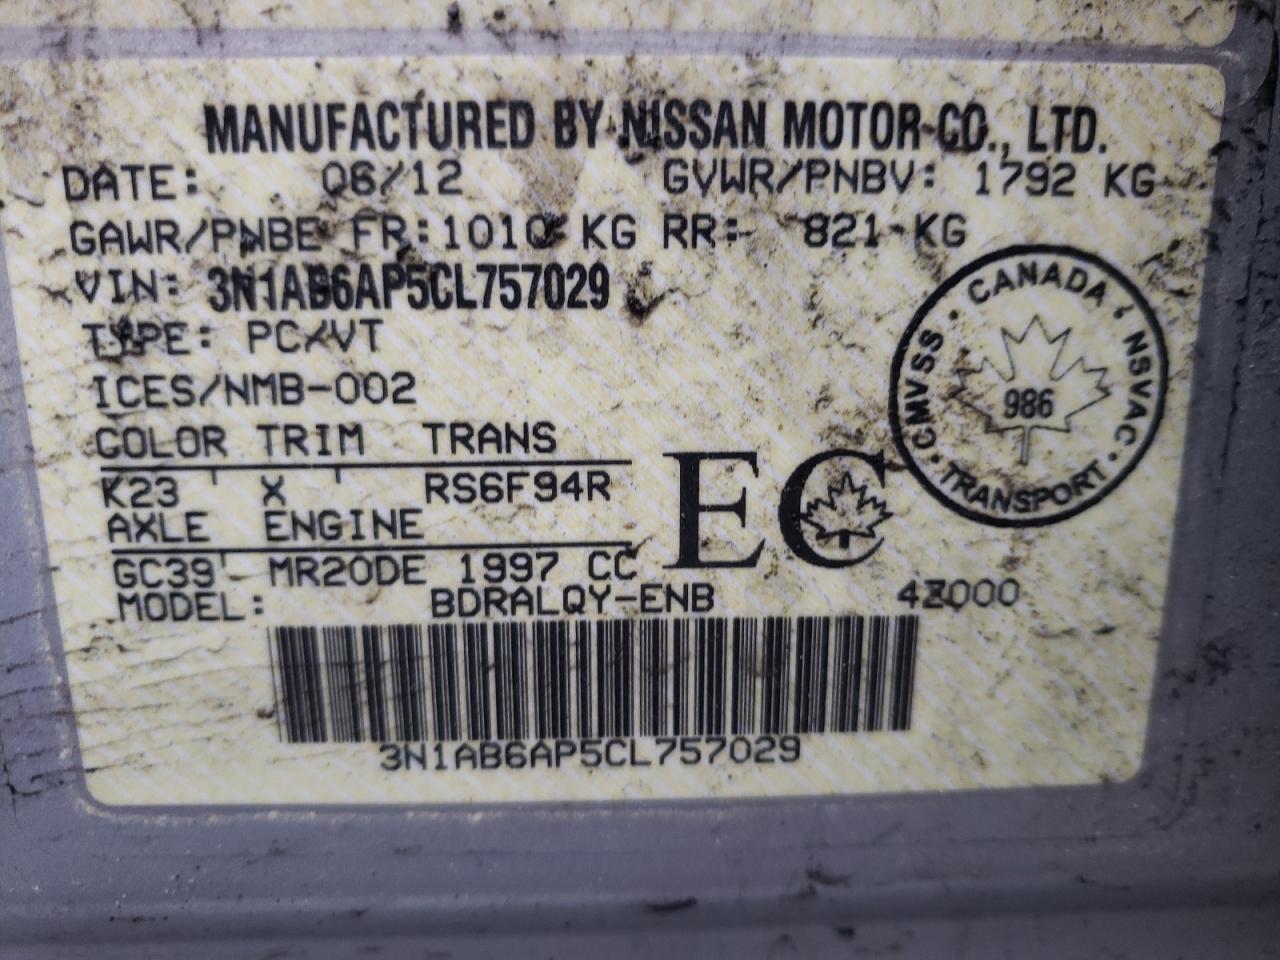 MANUFACTURED BY NISSAN MOTOR CO., LTD.
DATE: 06/12 GVWR/PNBV: 1792 KG
GAWR/PNBE FR: 1010 KG RR: 821 KG
VIN: 3N1AB6AP5CL757029
TYPE: PC/VT
ICES/NMB-002
COLOR TRIM TRANS
K23 X RS6F94R
AXLE ENGINE
GC39 MR20DE 1997 CC
MODEL: BDRALQY-ENB 4Z000
3N1AB6AP5CL757029
EC
CANADA
CMVSS · NSVAC
986
TRANSPORT